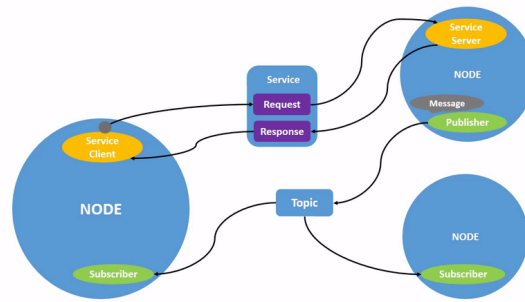 Service
Server
NODE
Message
Publisher
Service
Request
Response
Service
Client
NODE
Subscriber
Topic
NODE
Subscriber